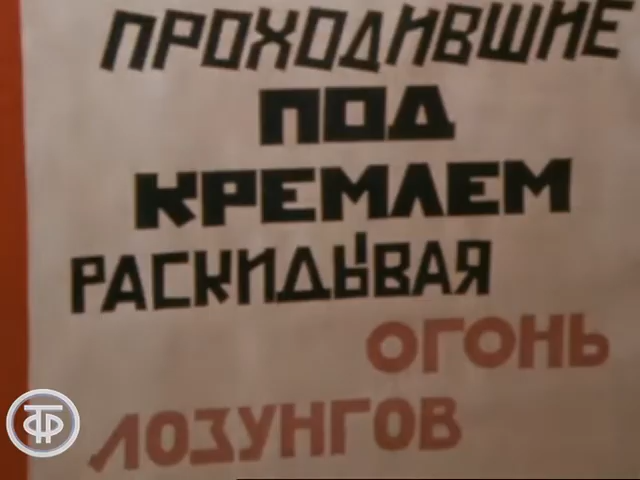 ПРОХОДИВШИЕ
ПОД
КРЕМЛЕМ
РАСКИДЫВАЯ
ОГОНЬ
ЛОЗУНГОВ